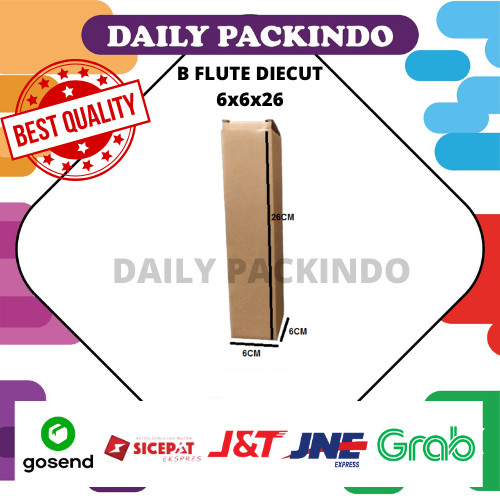 DAILY PACKINDO
B FLUTE DIECUT
6x6x26
BEST QUALITY
26CM
DAILY PACKINDO
6CM
6CM
gosend
SICEPAT
EKSPRES
J&T
JNE
EXPRESS
Grab